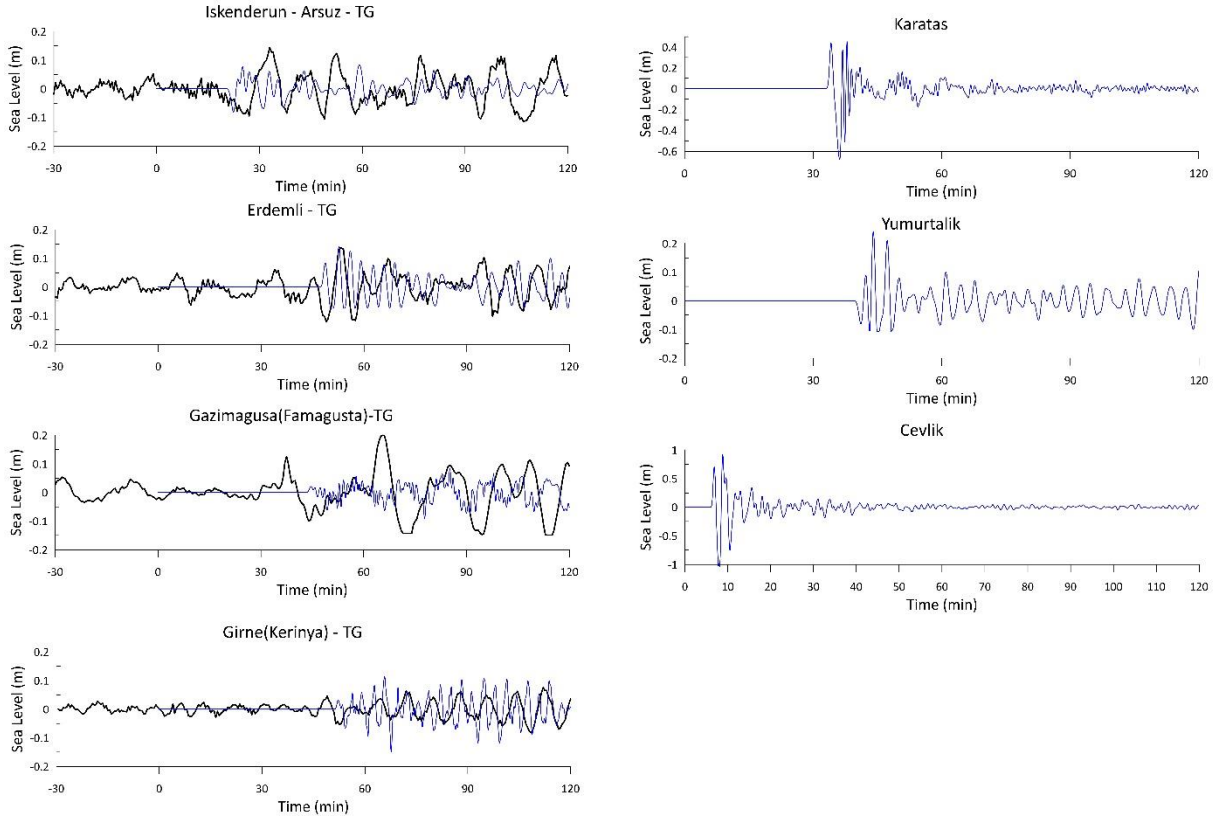 Iskenderun - Arsuz - TG
Sea Level (m)
0.2
0.1
0
-0.1
-0.2
-30 0 30 60 90 120
Time (min)
Erdemli - TG
Sea Level (m)
0.2
0.1
0
-0.1
-0.2
-30 0 30 60 90 120
Time (min)
Gazimagusa(Famagusta)-TG
Sea Level (m)
0.2
0.1
0
-0.1
-0.2
-30 0 30 60 90 120
Time (min)
Girne(Kerinya) - TG
Sea Level (m)
0.2
0.1
0
-0.1
-0.2
-30 0 30 60 90 120
Time (min)
Karatas
Sea Level (m)
0.4
0.2
0
-0.2
-0.4
-0.6
0 30 60 90 120
Time (min)
Yumurtalik
Sea Level (m)
0.2
0.1
0
-0.1
-0.2
0 30 60 90 120
Time (min)
Cevlik
Sea Level (m)
1
0.5
0
-0.5
-1
0 10 20 30 40 50 60 70 80 90 100 110 120
Time (min)